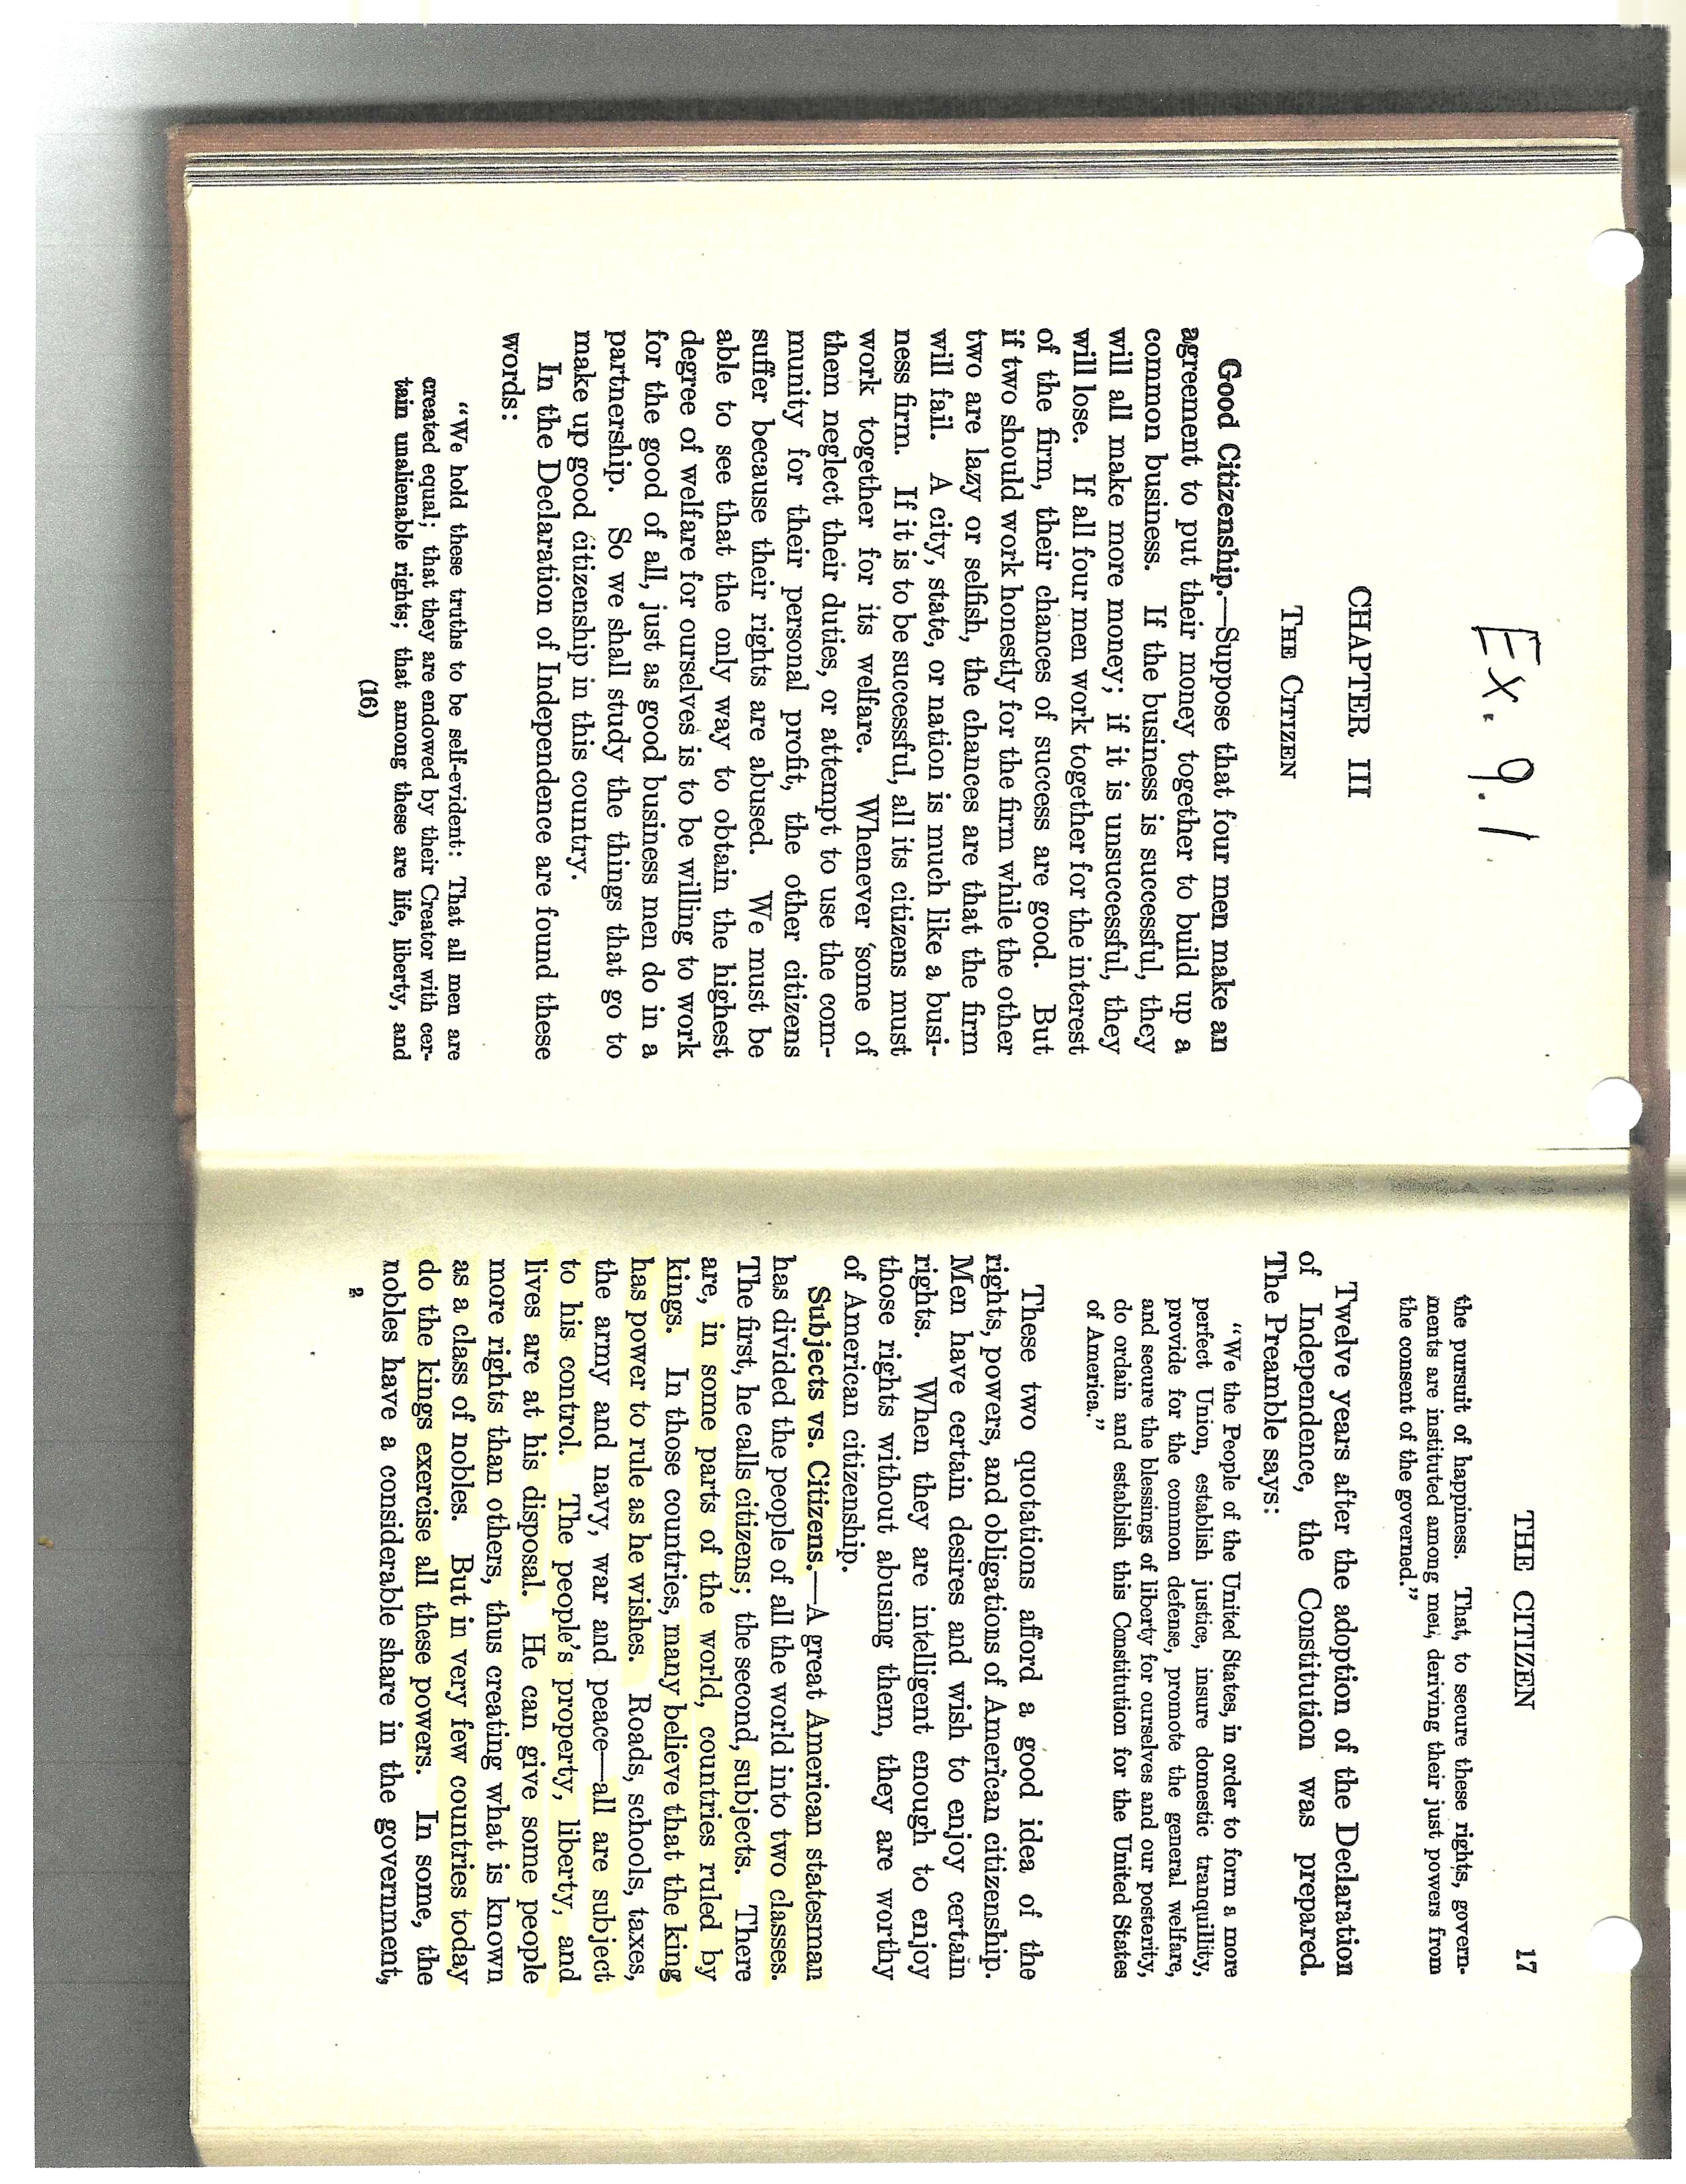 Ex. 9.1
CHAPTER III
THE CITIZEN
Good Citizenship.—Suppose that four men make an
agreement to put their money together to build up a
common business. If the business is successful, they
will all make more money; if it is unsuccessful, they
will lose. If all four men work together for the interest
of the firm, their chances of success are good. But
if two should work honestly for the firm while the other
two are lazy or selfish, the chances are that the firm
will fail. A city, state, or nation is much like a busi-
ness firm. If it is to be successful, all its citizens must
work together for its welfare. Whenever some of
them neglect their duties, or attempt to use the com-
munity for their personal profit, the other citizens
suffer because their rights are abused. We must be
able to see that the only way to obtain the highest
degree of welfare for ourselves is to be willing to work
for the good of all, just as good business men do in a
partnership. So we shall study the things that go to
make up good citizenship in this country.
In the Declaration of Independence are found these
words:
"We hold these truths to be self-evident: That all men are
created equal; that they are endowed by their Creator with cer-
tain unalienable rights; that among these are life, liberty, and
(16)
THE CITIZEN 17
the pursuit of happiness. That, to secure these rights, govern-
ments are instituted among men, deriving their just powers from
the consent of the governed."
Twelve years after the adoption of the Declaration
of Independence, the Constitution was prepared.
The Preamble says:
"We the People of the United States, in order to form a more
perfect Union, establish justice, insure domestic tranquillity,
provide for the common defense, promote the general welfare,
and secure the blessings of liberty for ourselves and our posterity,
do ordain and establish this Constitution for the United States
of America."
These two quotations afford a good idea of the
rights, powers, and obligations of American citizenship.
Men have certain desires and wish to enjoy certain
rights. When they are intelligent enough to enjoy
those rights without abusing them, they are worthy
of American citizenship.
Subjects vs. Citizens.—A great American statesman
has divided the people of all the world into two classes.
The first, he calls citizens; the second, subjects. There
are, in some parts of the world, countries ruled by
kings. In those countries, many believe that the king
has power to rule as he wishes. Roads, schools, taxes,
the army and navy, war and peace—all are subject
to his control. The people's property, liberty, and
lives are at his disposal. He can give some people
more rights than others, thus creating what is known
as a class of nobles. But in very few countries today
do the kings exercise all these powers. In some, the
nobles have a considerable share in the government,
2